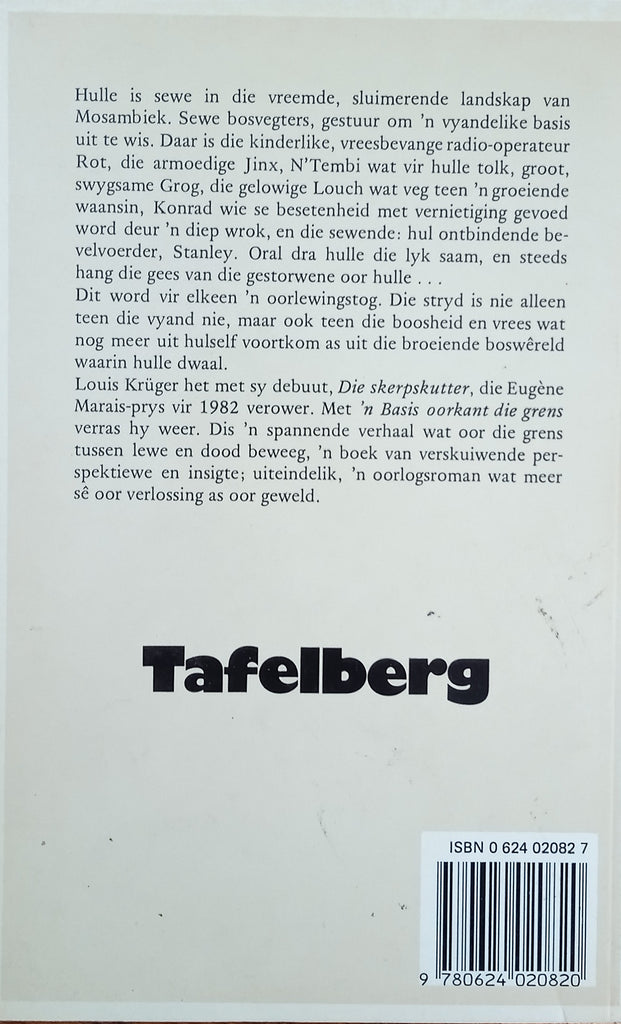 Hulle is sewe in die vreemde, sluimerende landskap van
Mosambiek. Sewe bosvegters, gestuur om 'n vyandelike basis
uit te wis. Daar is die kinderlike, vreesbevange radio-operateur
Rot, die armoedige Jinx, N'Tembi wat vir hulle tolk, groot,
swygsame Grog, die gelowige Louch wat veg teen 'n groeiende
waansin, Konrad wie se besetenheid met vernietiging gevoed
word deur 'n diep wrok, en die sewende: hul ontbindende be-
velvoerder, Stanley. Oral dra hulle die lyk saam, en steeds
hang die gees van die gestorwene oor hulle . . .
Dit word vir elkeen 'n oorlewingstog. Die stryd is nie alleen
teen die vyand nie, maar ook teen die boosheid en vrees wat
nog meer uit hulself voortkom as uit die broeiende boswêreld
waarin hulle dwaal.
Louis Krüger het met sy debuut, Die skerpskutter, die Eugène
Marais-prys vir 1982 verower. Met 'n Basis oorkant die grens
verras hy weer. Dis 'n spannende verhaal wat oor die grens
tussen lewe en dood beweeg, 'n boek van verskuiwende per-
spektiewe en insigte; uiteindelik, 'n oorlogsroman wat meer
sê oor verlossing as oor geweld.
Tafelberg
ISBN 0 624 02082 7
9 780624 020820